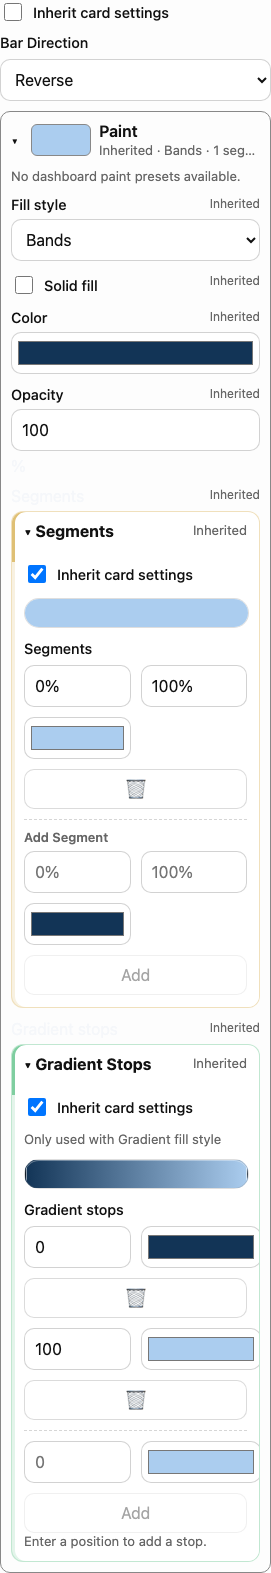 Inherit card settings
Bar Direction
Reverse
Paint
Inherited · Bands · 1 seg...
No dashboard paint presets available.
Fill style Inherited
Bands
Solid fill Inherited
Color Inherited
Opacity Inherited
100
%
Segments Inherited
Segments Inherited
Inherit card settings
Segments
0% 100%
Add Segment
0% 100%
Add
Gradient stops Inherited
Gradient Stops Inherited
Inherit card settings
Only used with Gradient fill style
Gradient stops
0
100
0
Add
Enter a position to add a stop.